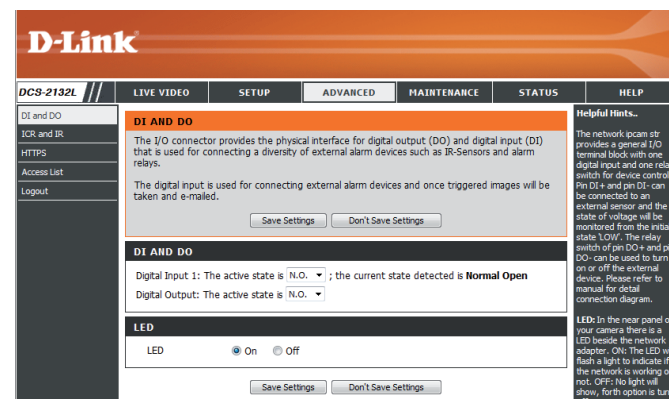 D-Link
DCS-2132L
LIVE VIDEO
SETUP
ADVANCED
MAINTENANCE
STATUS
HELP
DI and DO
ICR and IR
HTTPS
Access List
Logout
DI AND DO
The I/O connector provides the physical interface for digital output (DO) and digital input (DI)
that is used for connecting a diversity of external alarm devices such as IR-Sensors and alarm
relays.
The digital input is used for connecting external alarm devices and once triggered images will be
taken and e-mailed.
Save Settings
Don't Save Settings
DI AND DO
Digital Input 1: The active state is N.O. ; the current state detected is Normal Open
Digital Output: The active state is N.O.
LED
LED On Off
Save Settings
Don't Save Settings
Helpful Hints..
The network ipcam str
provides a general I/O
terminal block with one
digital input and one rela
switch for device control
Pin DI+ and pin DI- can
be connected to an
external sensor and the
state of voltage will be
monitored from the initia
state 'LOW'. The relay
switch of pin DO+ and pi
DO- can be used to turn
on or off the external
device. Please refer to
manual for detail
connection diagram.
LED: In the near panel o
your camera there is a
LED beside the network
adapter. ON: The LED w
flash a light to indicate if
the network is working o
not. OFF: No light will
show, forth option is tur